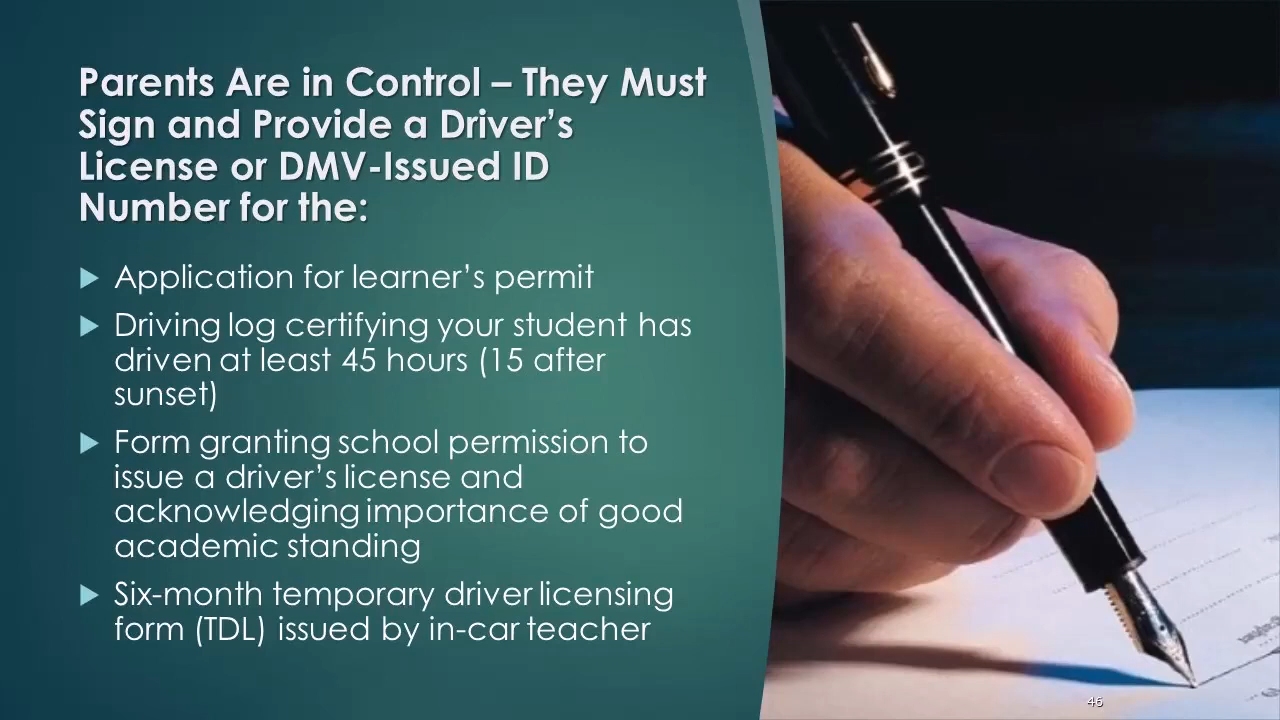 Parents Are in Control – They Must
Sign and Provide a Driver’s
License or DMV-Issued ID
Number for the:
Application for learner’s permit
Driving log certifying your student has
driven at least 45 hours (15 after
sunset)
Form granting school permission to
issue a driver’s license and
acknowledging importance of good
academic standing
Six-month temporary driver licensing
form (TDL) issued by in-car teacher
46